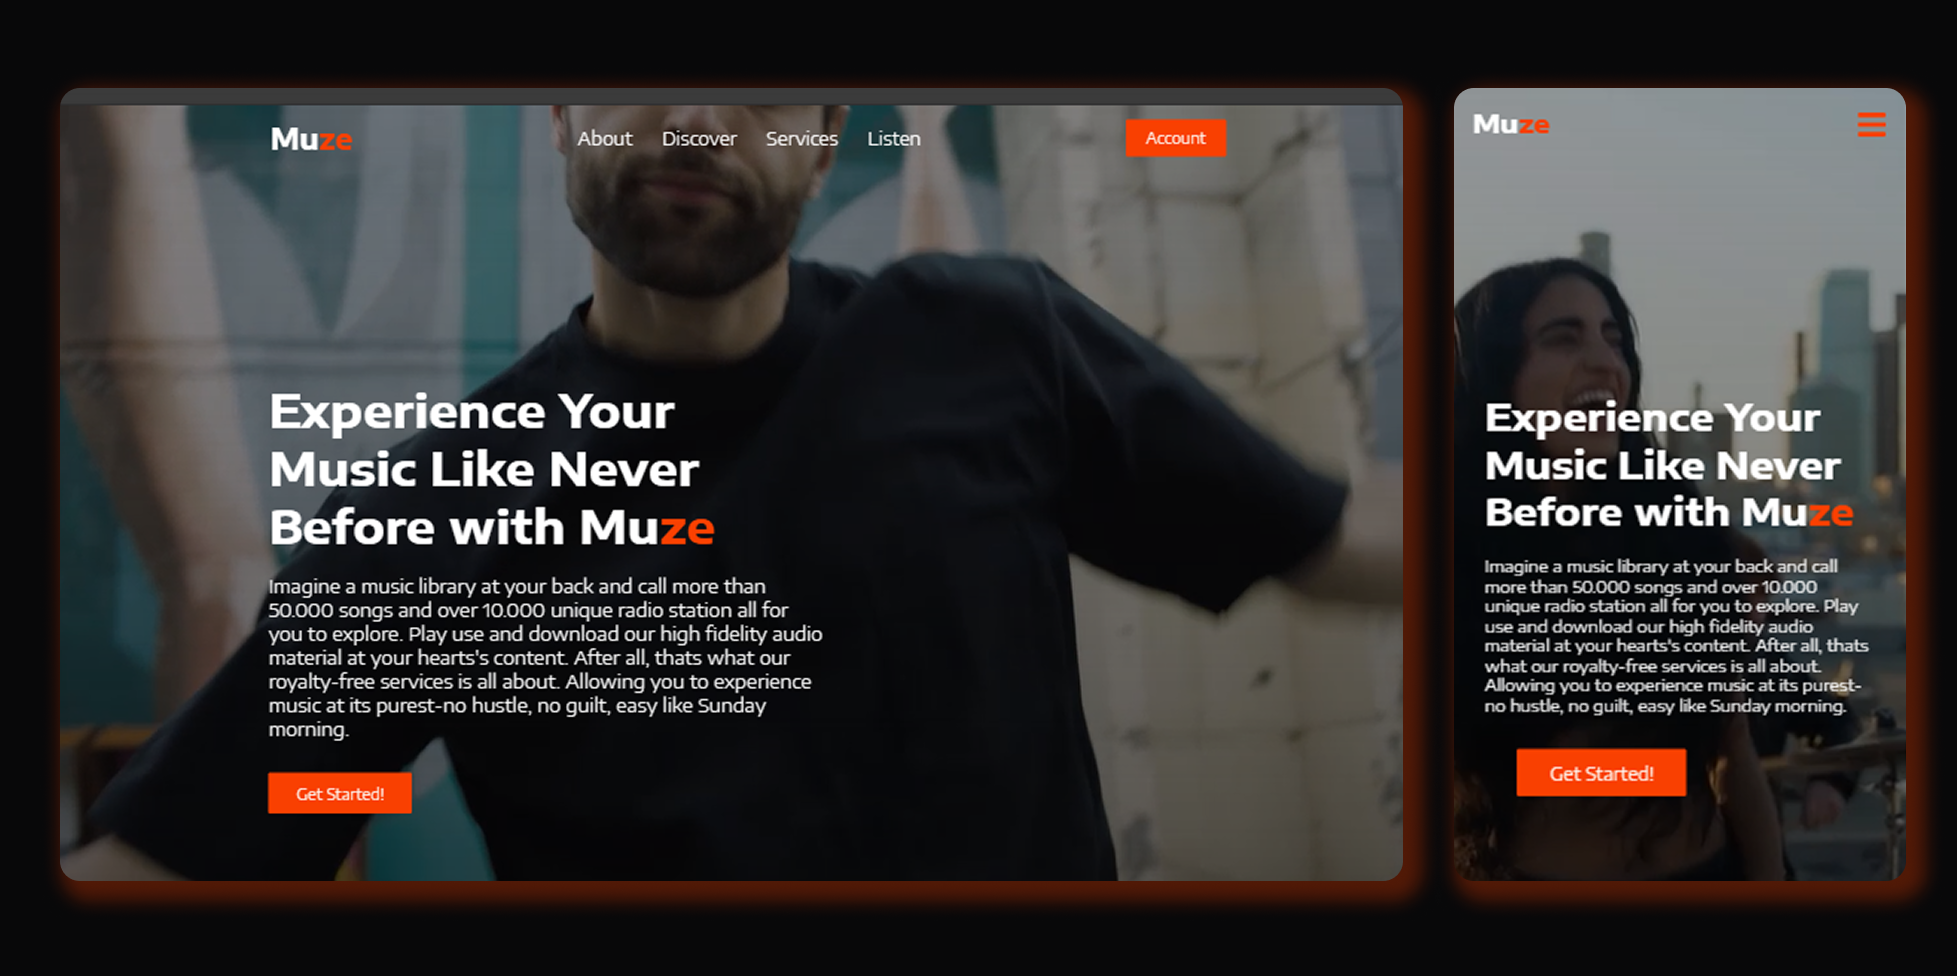 Muze
About Discover Services Listen
Account
Experience Your
Music Like Never
Before with Muze
Imagine a music library at your back and call more than
50.000 songs and over 10.000 unique radio station all for
you to explore. Play use and download our high fidelity audio
material at your hearts's content. After all, thats what our
royalty-free services is all about. Allowing you to experience
music at its purest-no hustle, no guilt, easy like Sunday
morning.
Get Started!
Muze
Experience Your
Music Like Never
Before with Muze
Imagine a music library at your back and call
more than 50.000 songs and over 10.000
unique radio station all for you to explore. Play
use and download our high fidelity audio
material at your hearts's content. After all, thats
what our royalty-free services is all about.
Allowing you to experience music at its purest-
no hustle, no guilt, easy like Sunday morning.
Get Started!